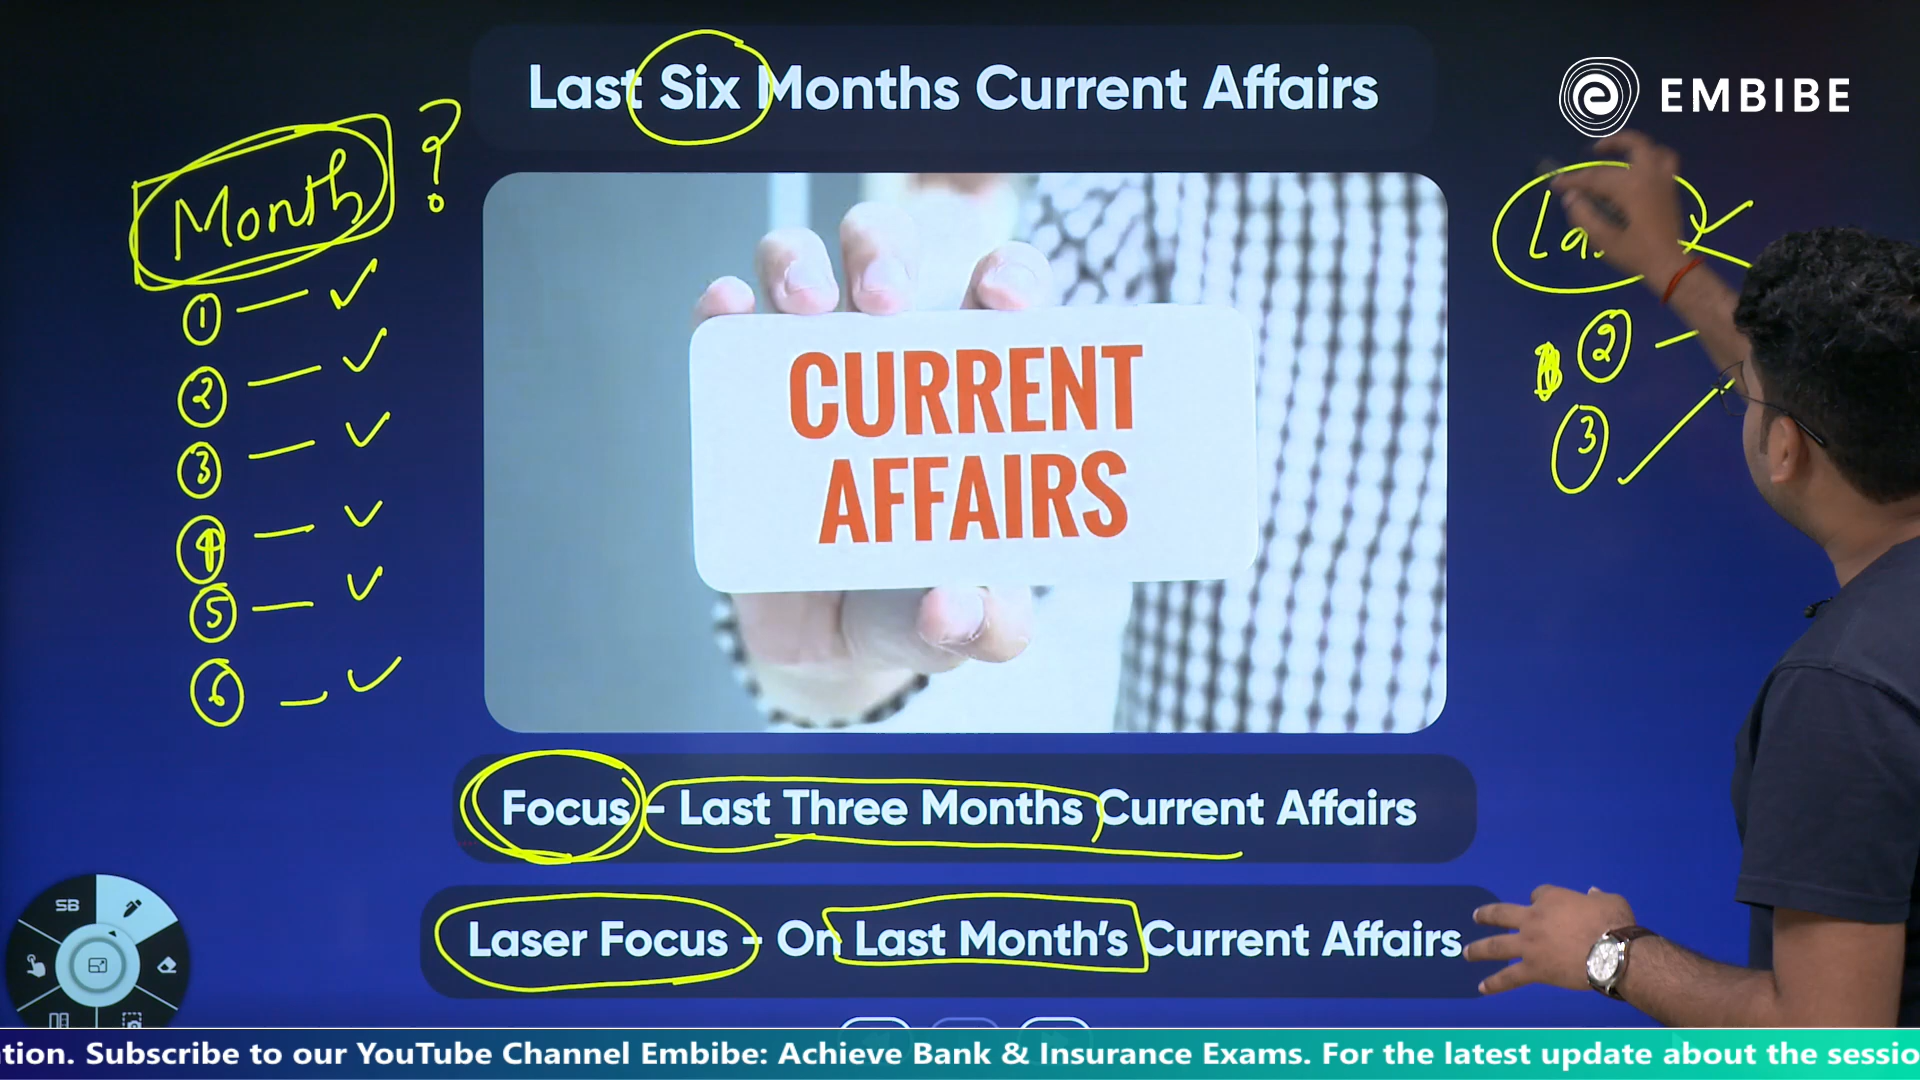 Last Six Months Current Affairs
EMBIBE
Month ?
1
2
3
4
5
6
2
3
CURRENT
AFFAIRS
Focus - Last Three Months Current Affairs
Laser Focus - On Last Month's Current Affairs
SB
tion. Subscribe to our YouTube Channel Embibe: Achieve Bank & Insurance Exams. For the latest update about the sessio